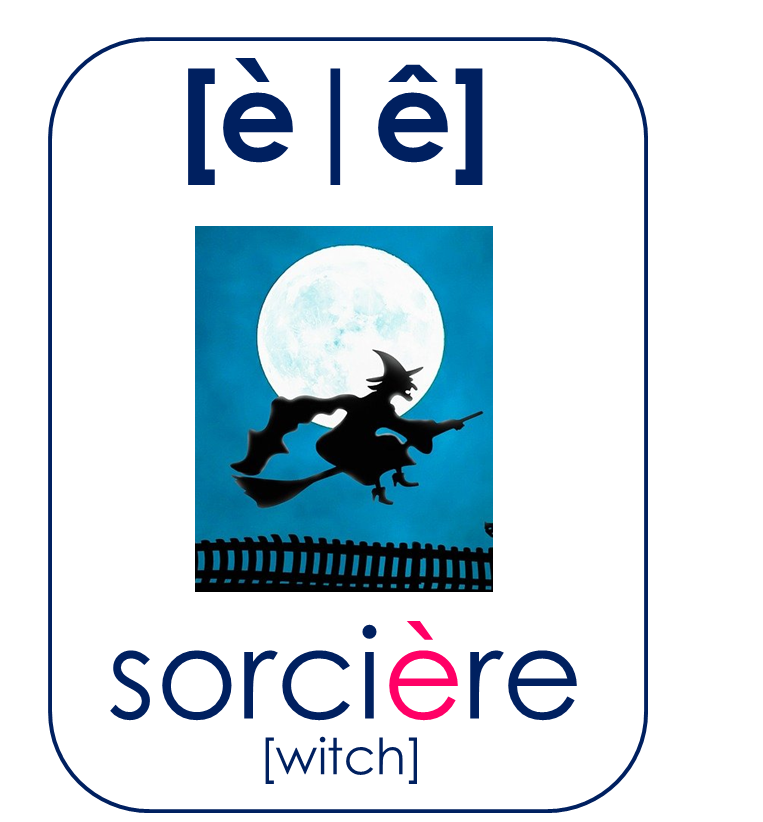 [è | ê]
sorcière
[witch]